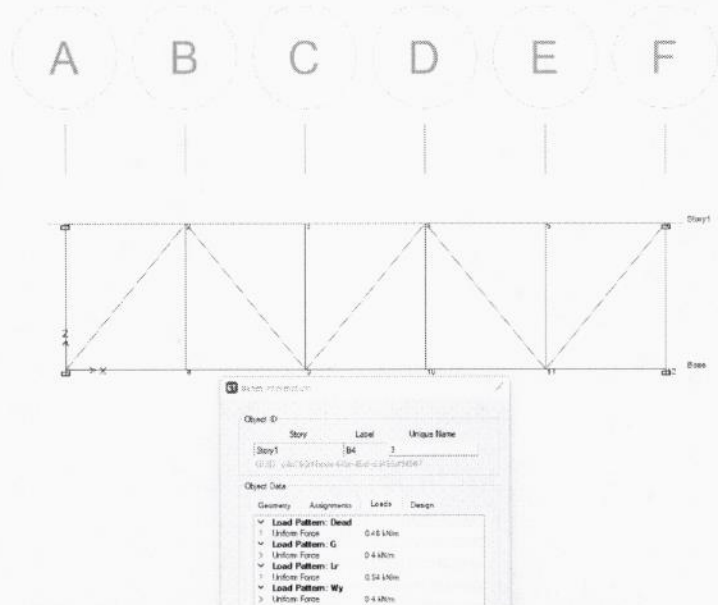 A B C D E F
Story1
Z
X
Base
10 11
Object ID
Story Label Unique Name
Story1 B4 3
Object Data
Geometry Assignments Loads Design
Load Pattern: Dead
Uniform Force
Load Pattern: G
Uniform Force 0.4 kN/m
Load Pattern: Lr
Uniform Force 0.54 kN/m
Load Pattern: Wy
Uniform Force 0.4 kN/m